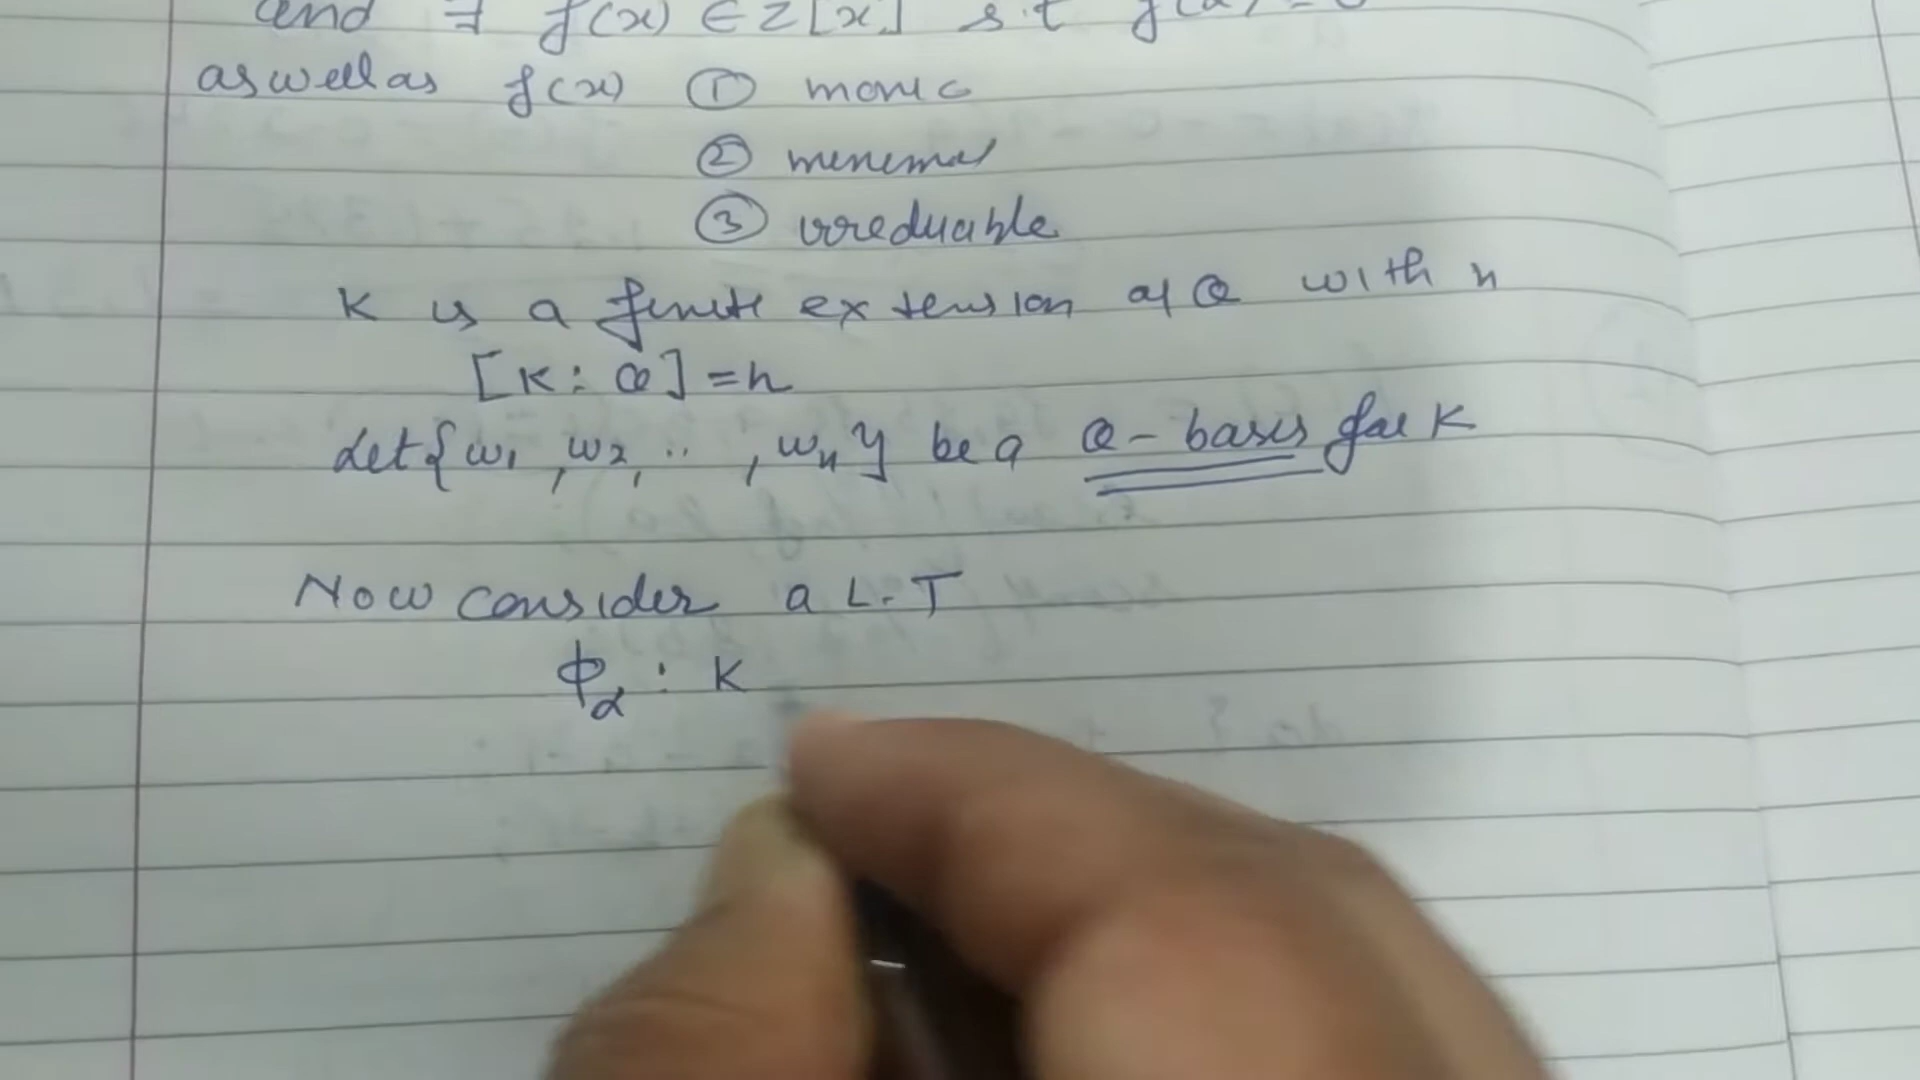 and ∃ f(x) ∈ Z[x] s.t f(α) = 0
as well as f(x) ① monic
② minimal
③ irreducible
K is a finite extension of Q with n
[K : Q] = n
Let {ω1, ω2, .. , ωn} be a Q - basis for K
Now consider a L.T
ϕα : K